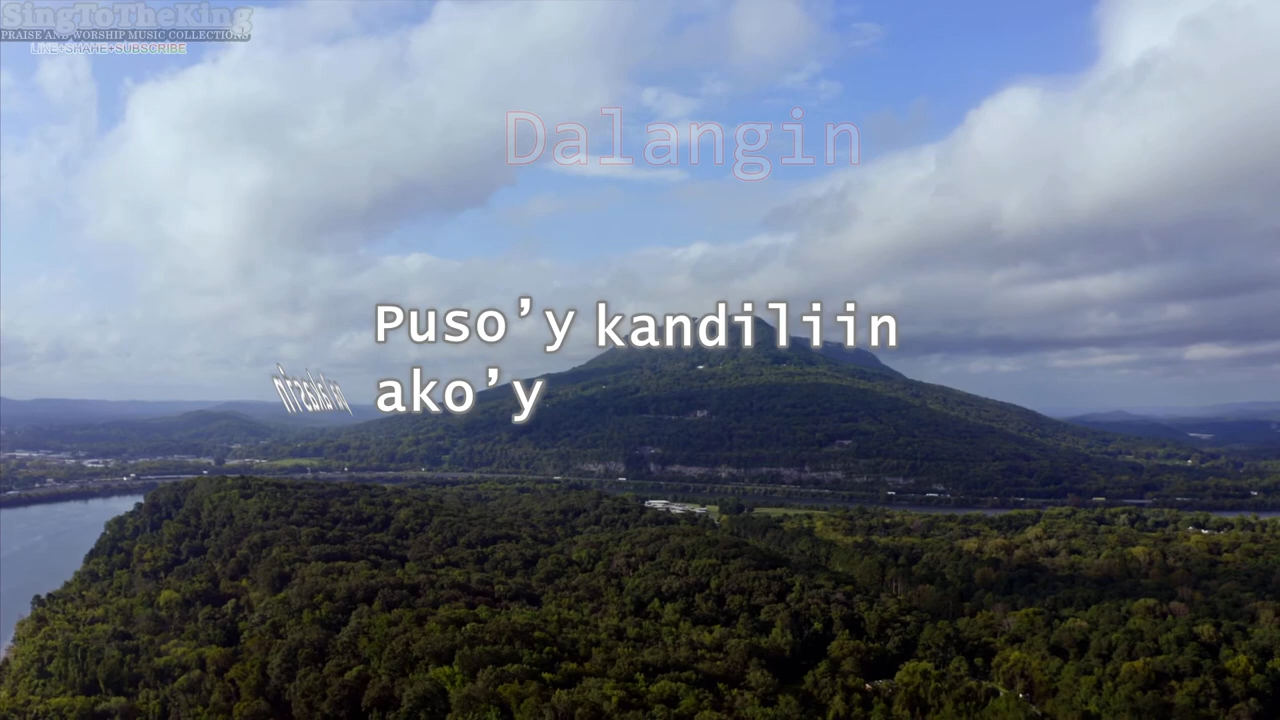 SingToTheKing
PRAISE AND WORSHIP MUSIC COLLECTIONS
LIKE+SHARE+SUBSCRIBE
Dalangin
Puso’y kandiliin
ako’y